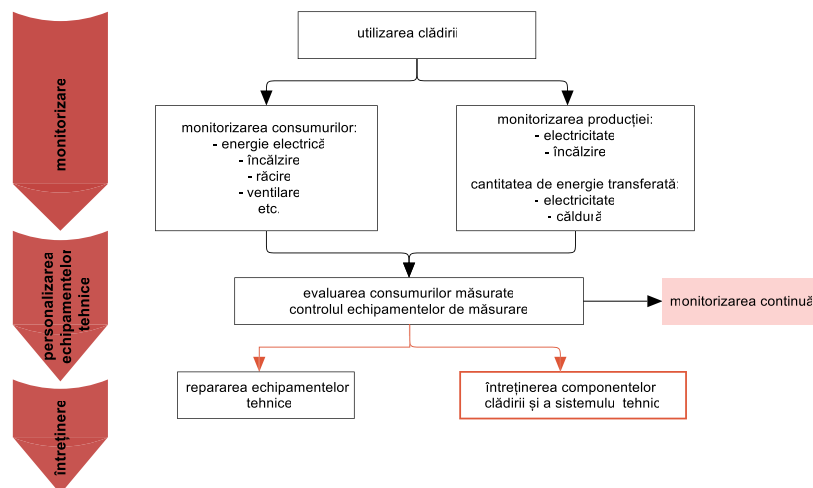 utilizarea clădirii
monitorizare
monitorizarea consumurilor:
- energie electrică
- încălzire
- răcire
- ventilare
etc.
monitorizarea producției:
- electricitate
- încălzire
cantitatea de energie transferată:
- electricitate
- căldură
personalizarea
echipamentelor
tehnice
evaluarea consumurilor măsurate
controlul echipamentelor de măsurare
monitorizarea continuă
întreținere
repararea echipamentelor
tehnice
întreținerea componentelor
clădirii și a sistemulu tehnic